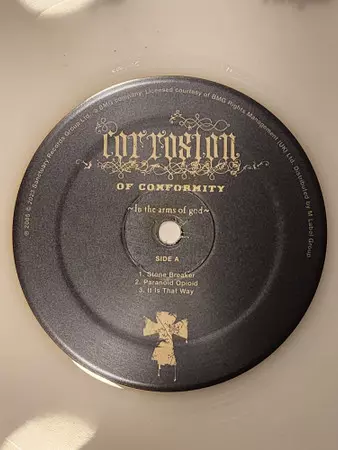 ℗ 2005 © 2023 Sanctuary Records Group Ltd., a BMG Company. Licensed courtesy of BMG Rights Management (UK) Ltd. Distributed by M Label Group.
corrosion
OF CONFORMITY
~In the arms of god~
SIDE A
1. Stone Breaker
2. Paranoid Opioid
3. It Is That Way